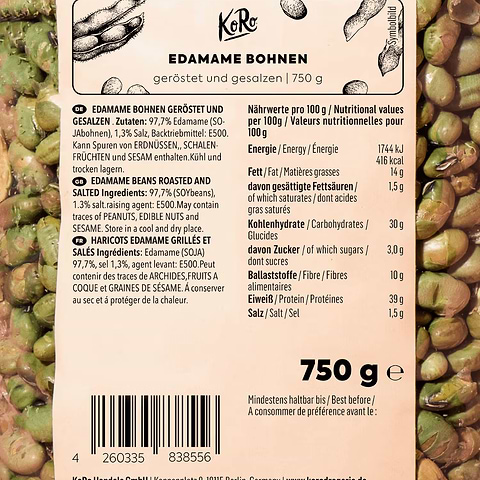 KoRo
Symbolbild
EDAMAME BOHNEN
geröstet und gesalzen | 750 g
DE EDAMAME BOHNEN GERÖSTET UND
GESALZEN . Zutaten: 97,7% Edamame (SO-
JAbohnen), 1,3% Salz, Backtriebmittel: E500.
Kann Spuren von ERDNÜSSEN,, SCHALEN-
FRÜCHTEN und SESAM enthalten.Kühl und
trocken lagern.
EDAMAME BEANS ROASTED AND
SALTED Ingredients: 97,7% (SOYbeans),
1.3% salt.raising agent: E500.May contain
traces of PEANUTS, EDIBLE NUTS and
SESAME. Store in a cool and dry place.
FR HARICOTS EDAMAME GRILLÉS ET
SALÉS Ingrédients: Edamame (SOJA)
97,7%, sel 1,3%, agent levant: E500.Peut
contenir des traces de ARCHIDES,FRUITS A
COQUE et GRAINES DE SÉSAME. Á conserver
au sec et á protéger de la chaleur.
Nährwerte pro 100 g / Nutritional values
per 100g / Valeurs nutritionnelles pour
100 g
Energie / Energy / Énergie 1744 kJ
416 kcal
Fett / Fat / Matières grasses 14 g
davon gesättigte Fettsäuren / 1,5 g
of which saturates / dont acides
gras saturés
Kohlenhydrate / Carbohydrates / 30 g
Glucides
davon Zucker / of which sugars / 3,0 g
dont sucres
Ballaststoffe / Fibre / Fibres 10 g
alimentaires
Eiweiß / Protein / Protéines 39 g
Salz / Salt / Sel 1,5 g
750 g ℮
Mindestens haltbar bis / Best before /
A consommer de préférence avant le :
4 260335 838556